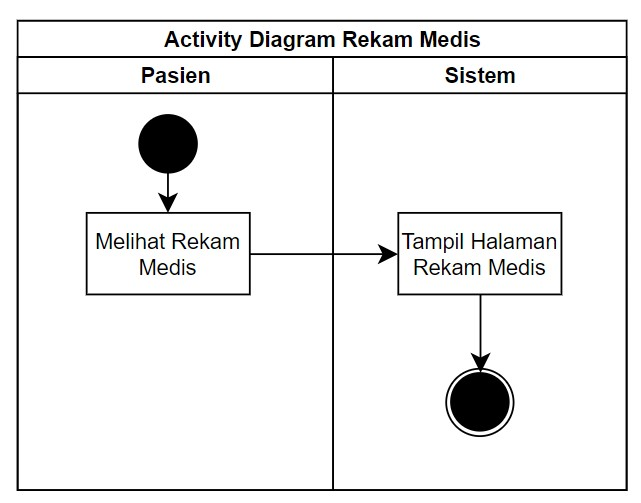 Activity Diagram Rekam Medis
Pasien
Sistem
Melihat Rekam
Medis
Tampil Halaman
Rekam Medis